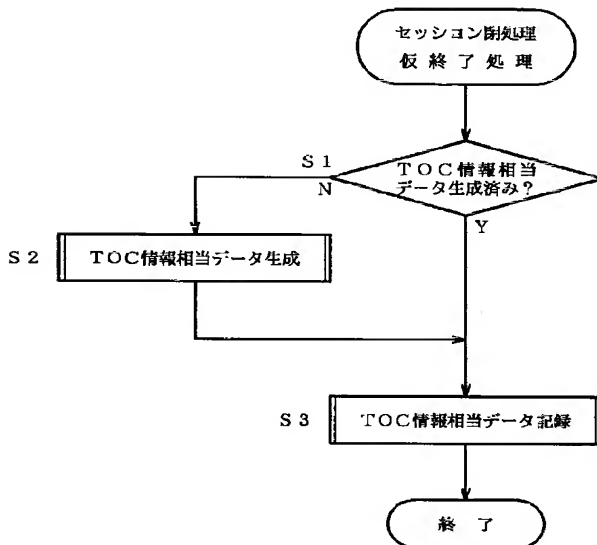 セッション閉処理
仮終了処理
S1
TOC情報相当
データ生成済み?
N
Y
S2
TOC情報相当データ生成
S3
TOC情報相当データ記録
終了